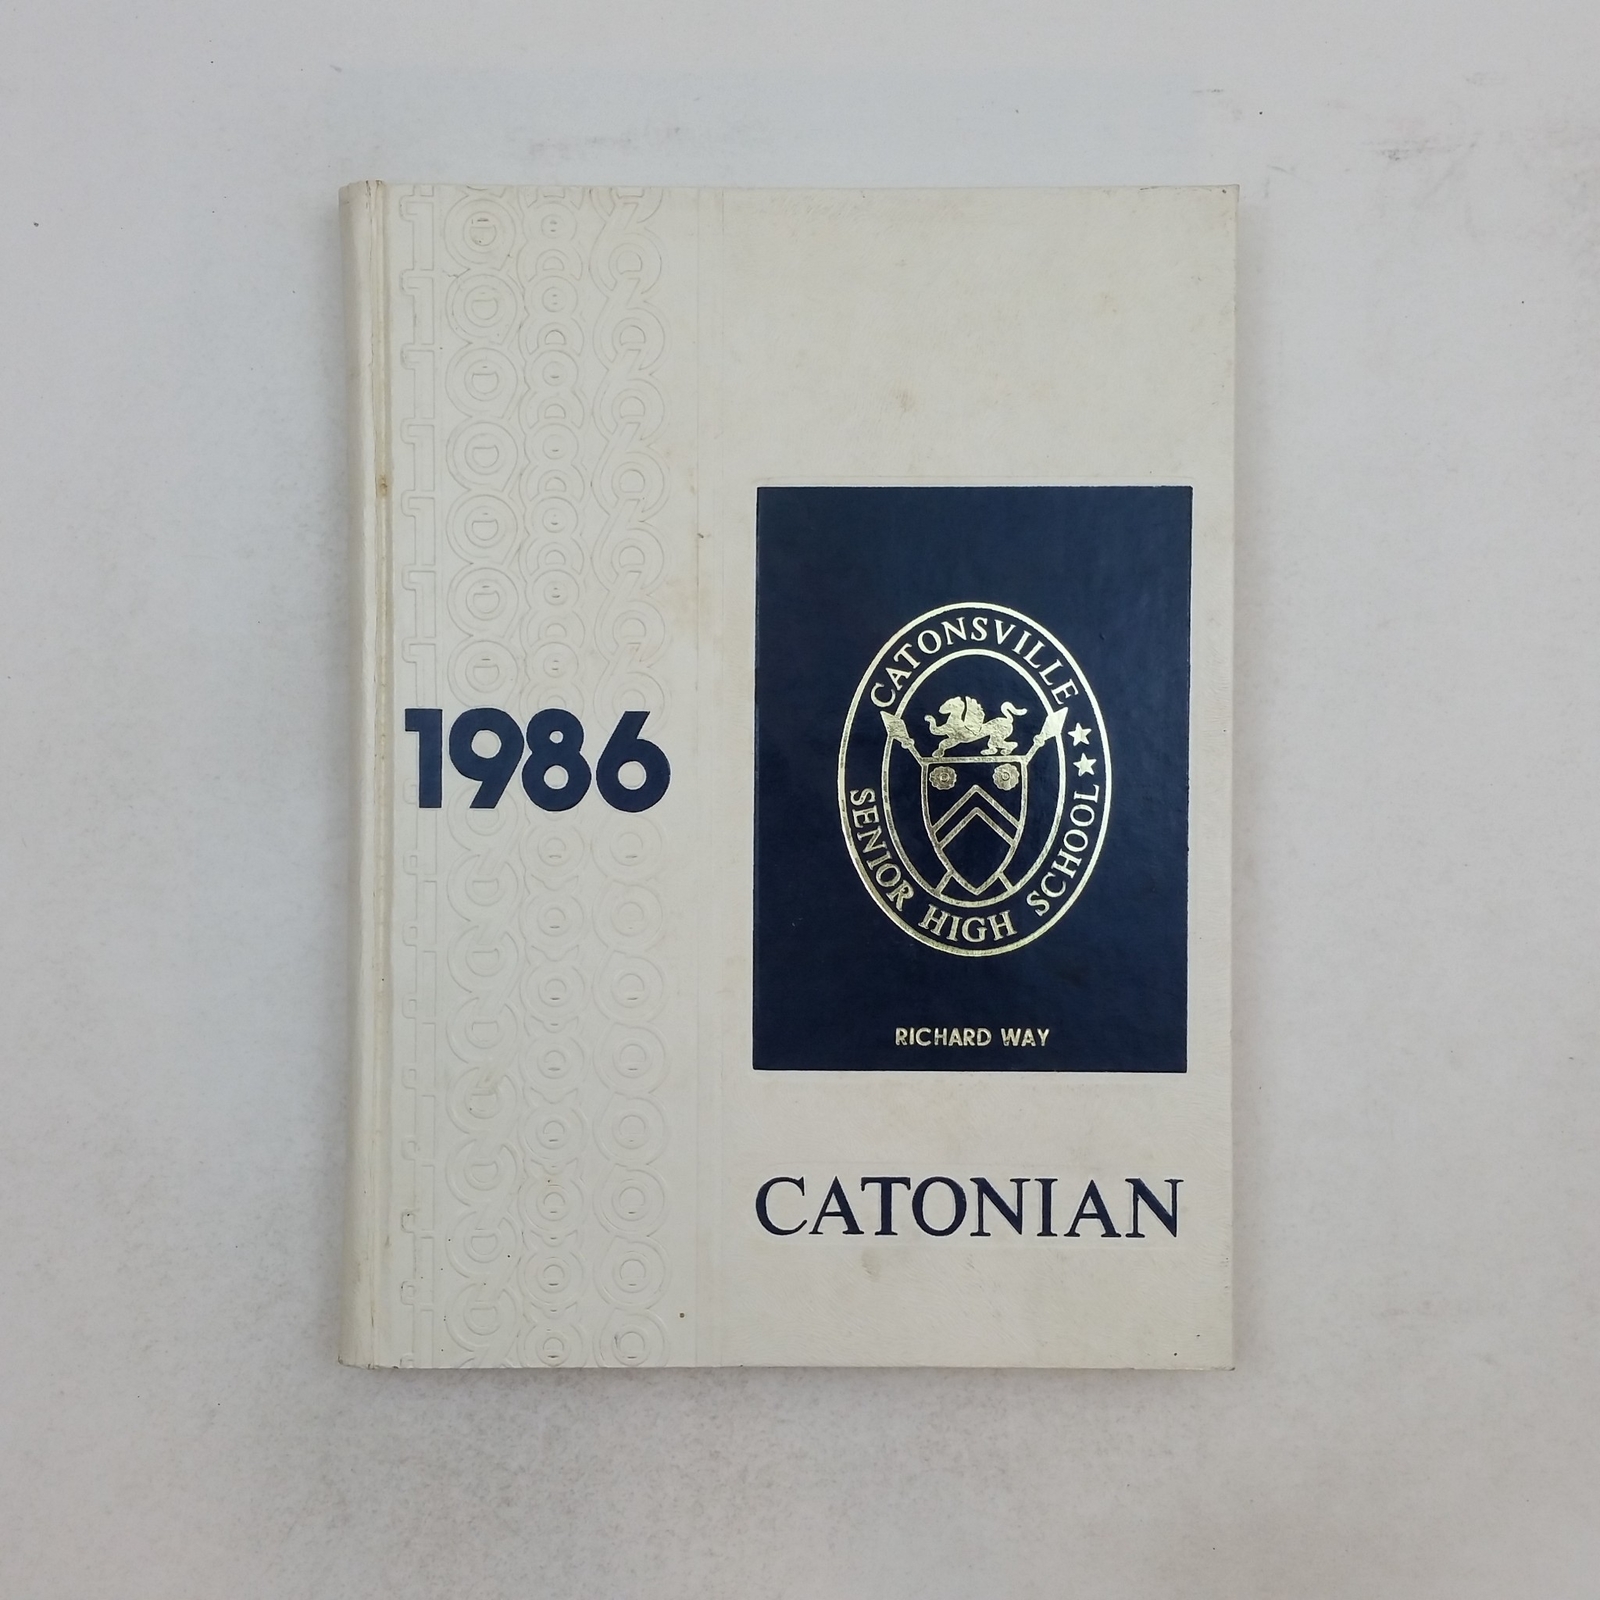 1986
CATONSVILLE
SENIOR HIGH SCHOOL
RICHARD WAY
CATONIAN